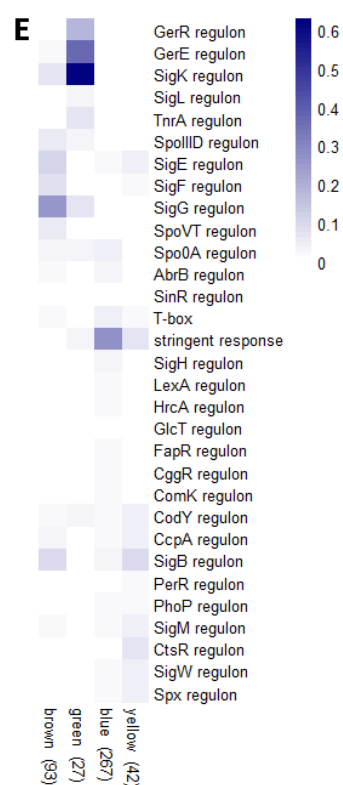 E
GerR regulon
GerE regulon
SigK regulon
SigL regulon
TnrA regulon
SpoIIID regulon
SigE regulon
SigF regulon
SigG regulon
SpoVT regulon
Spo0A regulon
AbrB regulon
SinR regulon
T-box
stringent response
SigH regulon
LexA regulon
HrcA regulon
GlcT regulon
FapR regulon
CggR regulon
ComK regulon
CodY regulon
CcpA regulon
SigB regulon
PerR regulon
PhoP regulon
SigM regulon
CtsR regulon
SigW regulon
Spx regulon
0.6
0.5
0.4
0.3
0.2
0.1
0
brown (93)
green (27)
blue (267)
yellow (42)